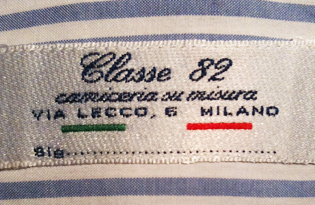 Classe 82
camiceria su misura
VIA LECCO, 6 MILANO
Sig..............................